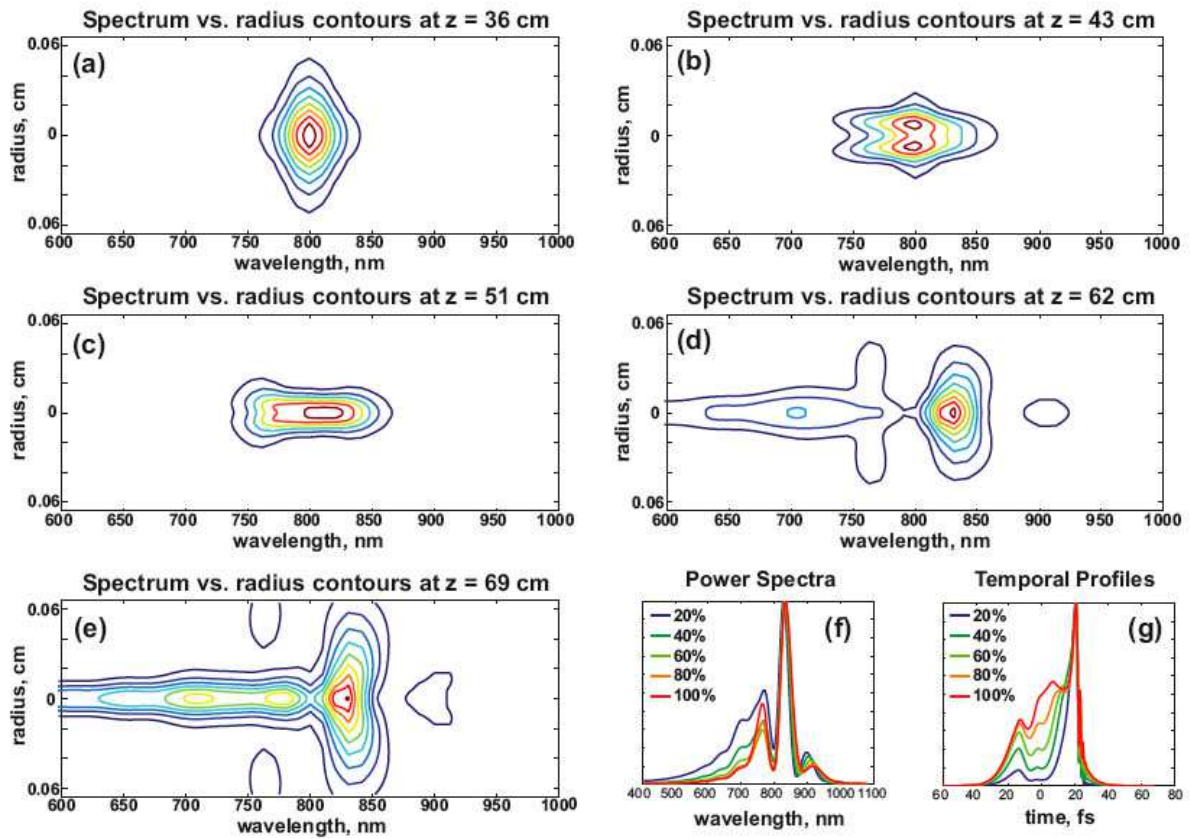 Spectrum vs. radius contours at z = 36 cm
0.06
(a)
radius, cm
0
0.06
600 650 700 750 800 850 900 950 1000
wavelength, nm
Spectrum vs. radius contours at z = 43 cm
0.06
(b)
radius, cm
0
0.06
600 650 700 750 800 850 900 950 1000
wavelength, nm
Spectrum vs. radius contours at z = 51 cm
0.06
(c)
radius, cm
0
0.06
600 650 700 750 800 850 900 950 1000
wavelength, nm
Spectrum vs. radius contours at z = 62 cm
0.06
(d)
radius, cm
0
0.06
600 650 700 750 800 850 900 950 1000
wavelength, nm
Spectrum vs. radius contours at z = 69 cm
0.06
(e)
radius, cm
0
0.06
600 650 700 750 800 850 900 950 1000
wavelength, nm
Power Spectra
20%
40%
60%
80%
100%
(f)
400 500 600 700 800 900 1000 1100
wavelength, nm
Temporal Profiles
20%
40%
60%
80%
100%
(g)
60 40 20 0 20 40 60 80
time, fs